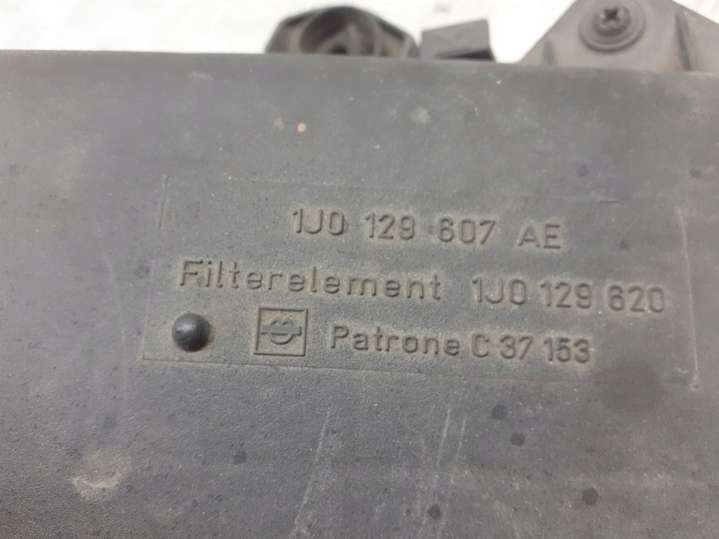 1J0 129 607 AE
Filterelement 1J0 129 620
Patrone C 37 153